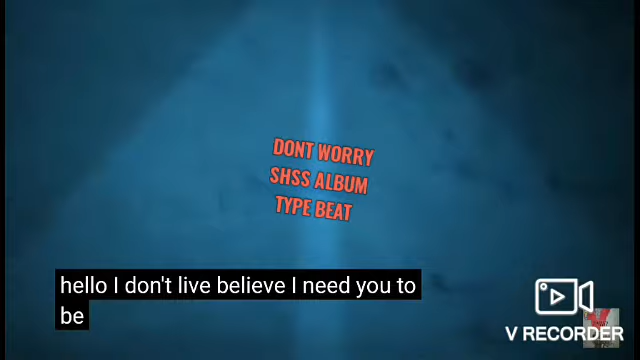 DONT WORRY
SHSS ALBUM
TYPE BEAT
hello I don't live believe I need you to
be
V RECORDER